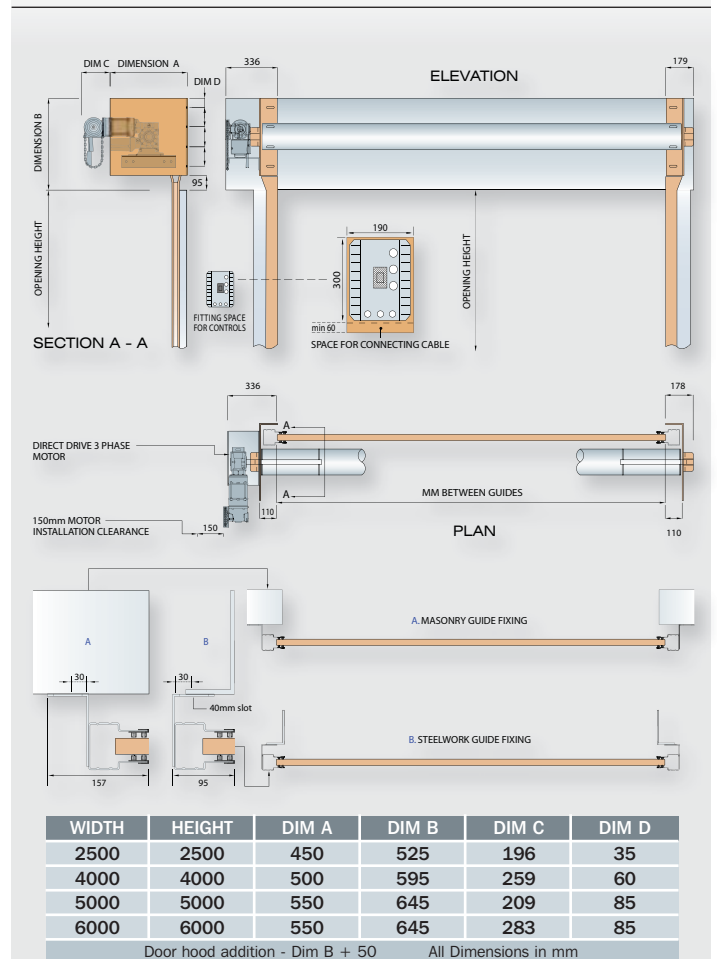 DIM C
DIMENSION A
DIM D
DIMENSION B
95
OPENING HEIGHT
SECTION A - A
336
ELEVATION
179
190
300
min 60
FITTING SPACE
FOR CONTROLS
SPACE FOR CONNECTING CABLE
OPENING HEIGHT
336
178
DIRECT DRIVE 3 PHASE
MOTOR
A
A
MM BETWEEN GUIDES
150mm MOTOR
INSTALLATION CLEARANCE
150
110
PLAN
110
A
B
30
30
40mm slot
157
95
A. MASONRY GUIDE FIXING
B. STEELWORK GUIDE FIXING
WIDTH HEIGHT DIM A DIM B DIM C DIM D
2500 2500 450 525 196 35
4000 4000 500 595 259 60
5000 5000 550 645 209 85
6000 6000 550 645 283 85
Door hood addition - Dim B + 50 All Dimensions in mm